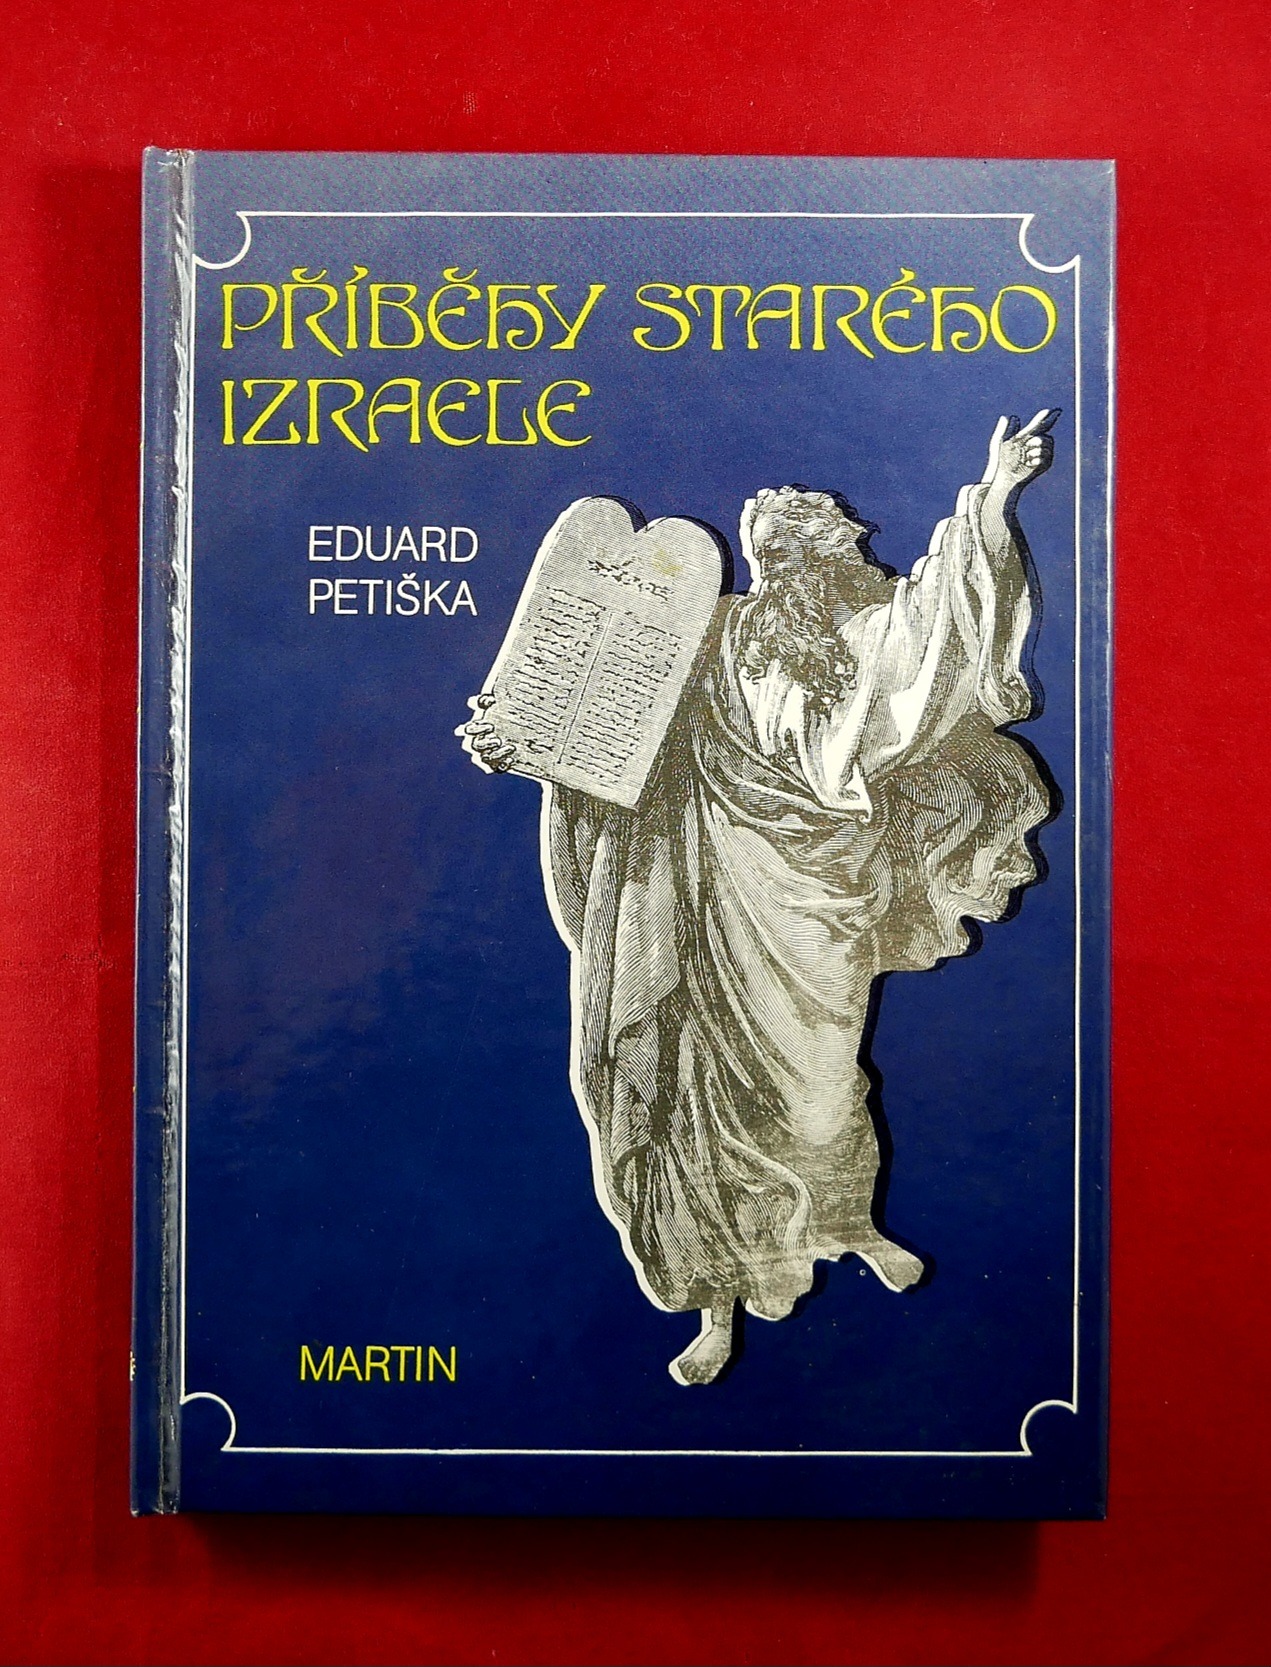 PŘÍBĚHY STARÉHO
IZRAELE
EDUARD
PETIŠKA
MARTIN